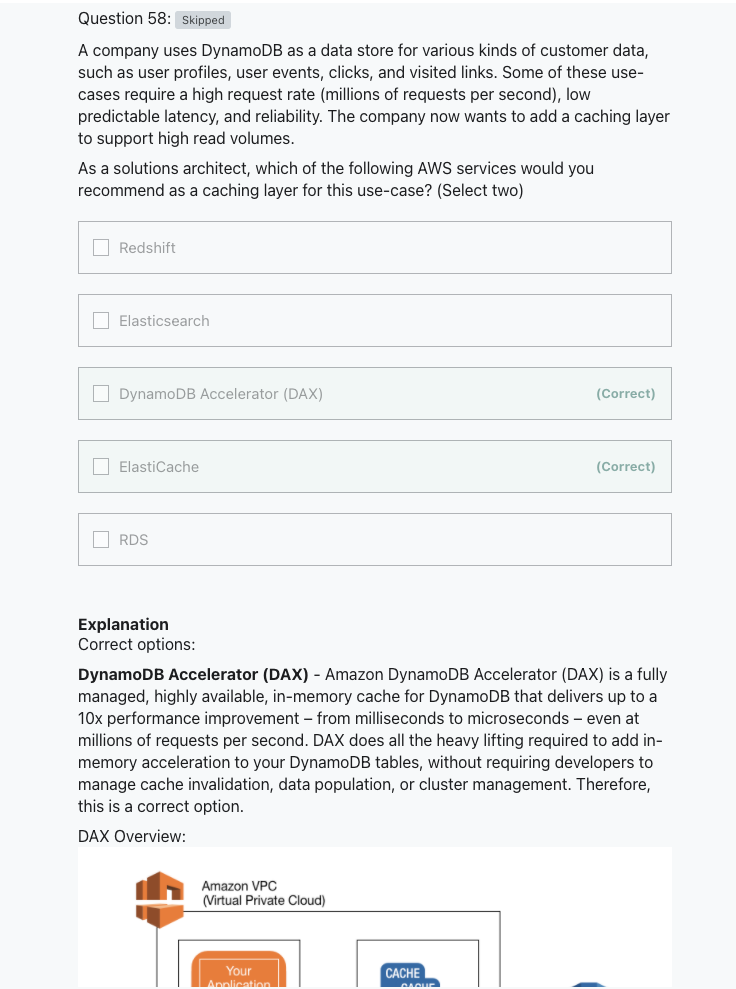 Question 58: Skipped
A company uses DynamoDB as a data store for various kinds of customer data,
such as user profiles, user events, clicks, and visited links. Some of these use-
cases require a high request rate (millions of requests per second), low
predictable latency, and reliability. The company now wants to add a caching layer
to support high read volumes.
As a solutions architect, which of the following AWS services would you
recommend as a caching layer for this use-case? (Select two)
Redshift
Elasticsearch
DynamoDB Accelerator (DAX) (Correct)
ElastiCache (Correct)
RDS
Explanation
Correct options:
DynamoDB Accelerator (DAX) - Amazon DynamoDB Accelerator (DAX) is a fully
managed, highly available, in-memory cache for DynamoDB that delivers up to a
10x performance improvement – from milliseconds to microseconds – even at
millions of requests per second. DAX does all the heavy lifting required to add in-
memory acceleration to your DynamoDB tables, without requiring developers to
manage cache invalidation, data population, or cluster management. Therefore,
this is a correct option.
DAX Overview:
Amazon VPC
(Virtual Private Cloud)
Your
Application
CACHE
CACHE